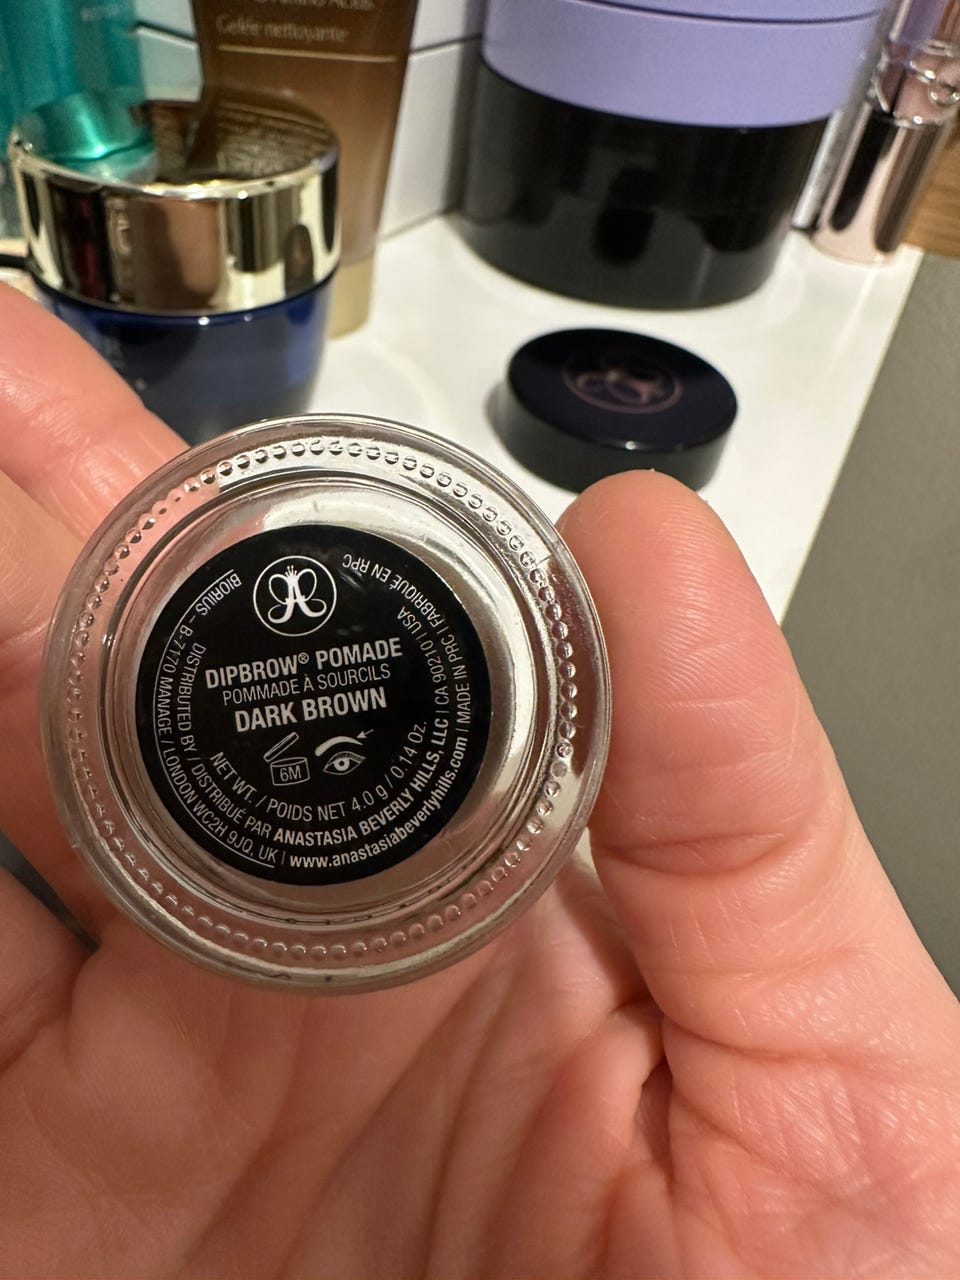 Gelée nettoyante
DIPBROW® POMADE
POMMADE À SOURCILS
DARK BROWN
6M
NET WT. / POIDS NET 4.0 g / 0.14 Oz.
DISTRIBUTED BY / DISTRIBUÉ PAR ANASTASIA BEVERLY HILLS, LLC | CA 90210 | USA
BIORIUS – B-7170 MANAGE / LONDON WC2H 9JQ, UK | www.anastasiabeverlyhills.com | MADE IN PRC | FABRIQUÉ EN RPC